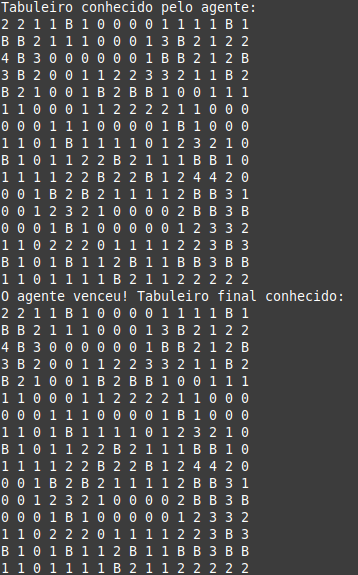 Tabuleiro conhecido pelo agente:
2 2 1 1 B 1 0 0 0 0 1 1 1 1 B 1
B B 2 1 1 1 0 0 0 1 3 B 2 1 2 2
4 B 3 0 0 0 0 0 0 1 B B 2 1 2 B
3 B 2 0 0 1 1 2 2 3 3 2 1 1 B 2
B 2 1 0 0 1 B 2 B B 1 0 0 1 1 1
1 1 0 0 0 1 1 2 2 2 2 1 1 0 0 0
0 0 0 1 1 1 0 0 0 0 1 B 1 0 0 0
1 1 0 1 B 1 1 1 1 0 1 2 3 2 1 0
B 1 0 1 1 2 2 B 2 1 1 1 B B 1 0
1 1 1 1 2 B 2 2 B 1 2 4 4 2 0
0 0 1 B 2 B 2 1 1 1 1 2 B B 3 1
0 0 1 2 3 2 1 0 0 0 0 2 B B 3 B
0 0 0 1 B 1 0 0 0 0 0 1 2 3 3 2
1 1 0 2 2 2 0 1 1 1 1 2 2 3 B 3
B 1 0 1 B 1 1 2 B 1 1 B B 3 B B
1 1 0 1 1 1 1 B 2 1 1 2 2 2 2 2
O agente venceu! Tabuleiro final conhecido:
2 2 1 1 B 1 0 0 0 0 1 1 1 1 B 1
B B 2 1 1 1 0 0 0 1 3 B 2 1 2 2
4 B 3 0 0 0 0 0 0 1 B B 2 1 2 B
3 B 2 0 0 1 1 2 2 3 3 2 1 1 B 2
B 2 1 0 0 1 B 2 B B 1 0 0 1 1 1
1 1 0 0 0 1 1 2 2 2 2 1 1 0 0 0
0 0 0 1 1 1 0 0 0 0 1 B 1 0 0 0
1 1 0 1 B 1 1 1 1 0 1 2 3 2 1 0
B 1 0 1 1 2 2 B 2 1 1 1 B B 1 0
1 1 1 1 2 2 B 2 2 B 1 2 4 4 2 0
0 0 1 B 2 B 2 1 1 1 1 2 B B 3 1
0 0 1 2 3 2 1 0 0 0 0 2 B B 3 B
0 0 0 1 B 1 0 0 0 0 0 1 2 3 3 2
1 1 0 2 2 2 0 1 1 1 1 2 2 3 B 3
B 1 0 1 B 1 1 2 B 1 1 B B 3 B B
1 1 0 1 1 1 1 B 2 1 1 2 2 2 2 2